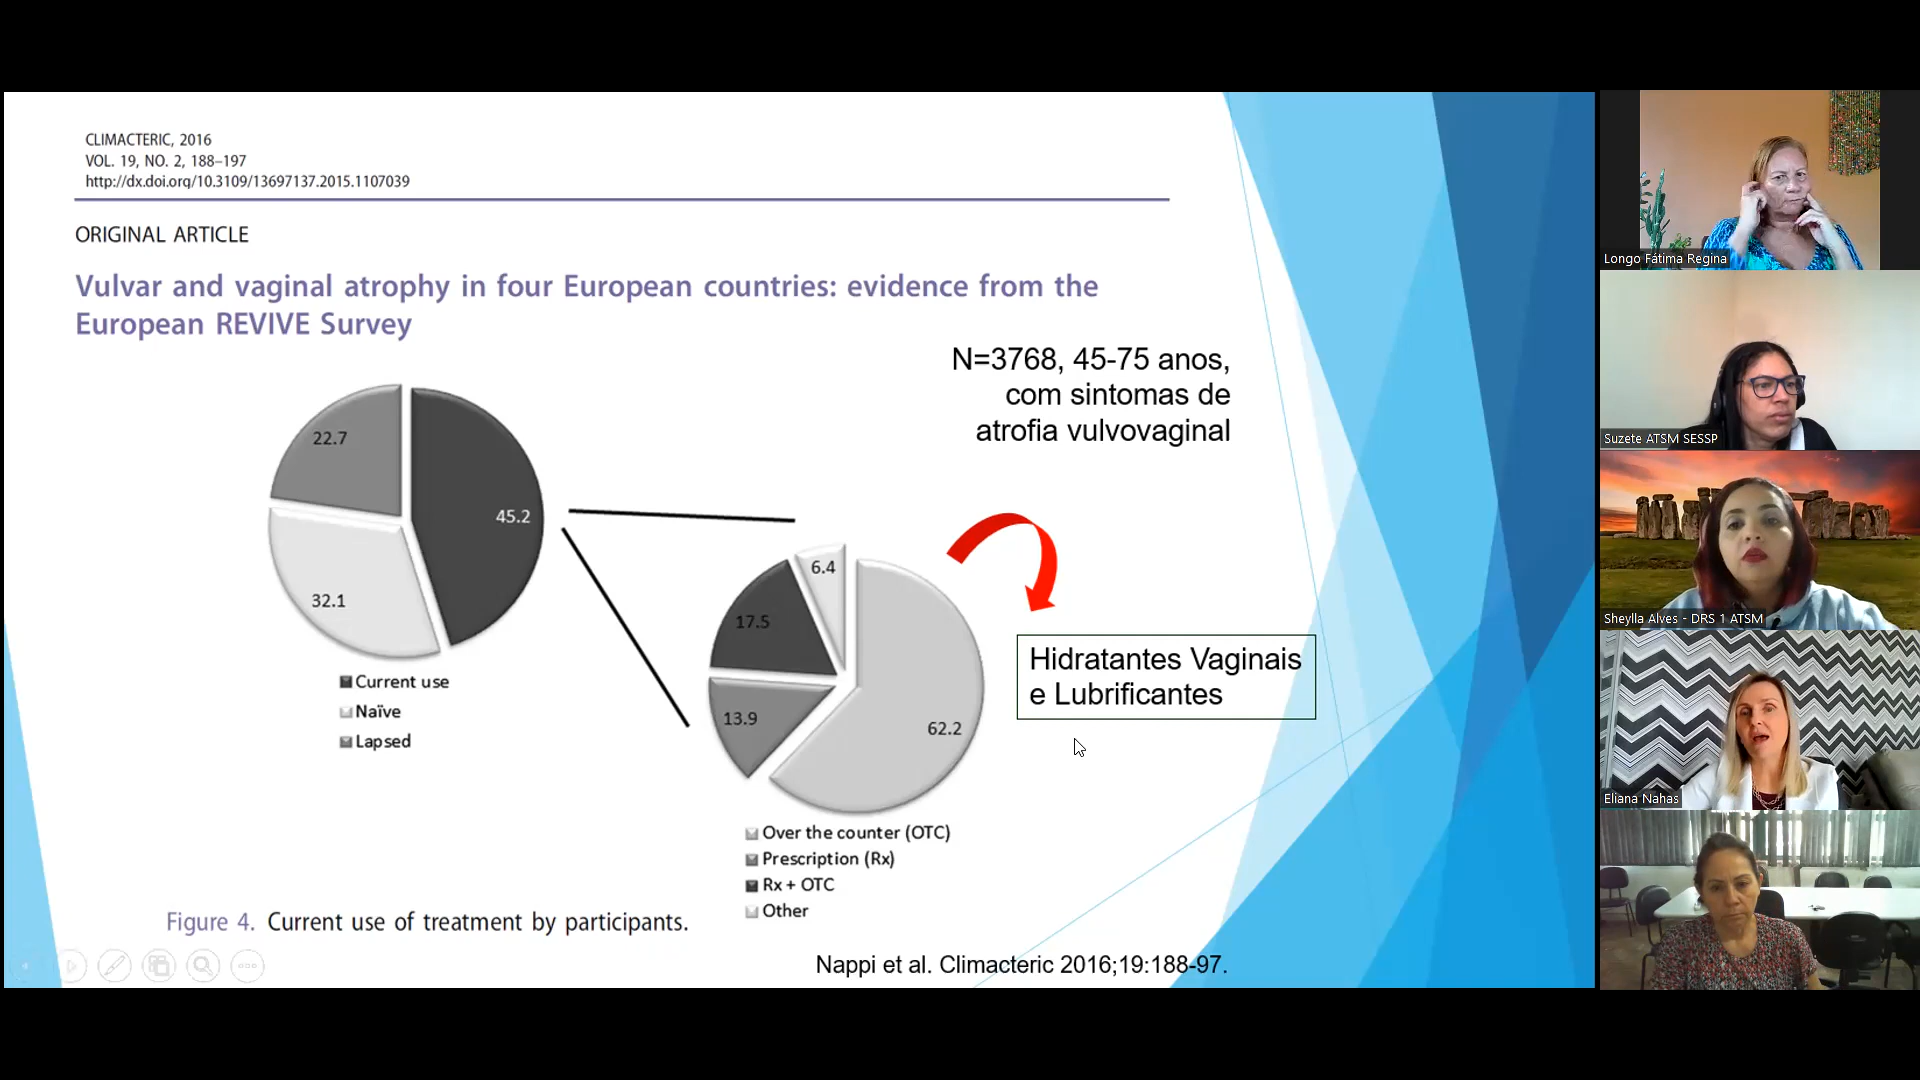 CLIMACTERIC, 2016
VOL. 19, NO. 2, 188–197
http://dx.doi.org/10.3109/13697137.2015.1107039
ORIGINAL ARTICLE
Vulvar and vaginal atrophy in four European countries: evidence from the
European REVIVE Survey
N=3768, 45-75 anos,
com sintomas de
atrofia vulvovaginal
22.7
45.2
32.1
Current use
Naïve
Lapsed
6.4
17.5
13.9
62.2
Hidratantes Vaginais
e Lubrificantes
Over the counter (OTC)
Prescription (Rx)
Rx + OTC
Other
Figure 4. Current use of treatment by participants.
Nappi et al. Climacteric 2016;19:188-97.
Longo Fátima Regina
Suzete ATSM SESSP
Sheylla Alves - DRS 1 ATSM
Eliana Nahas